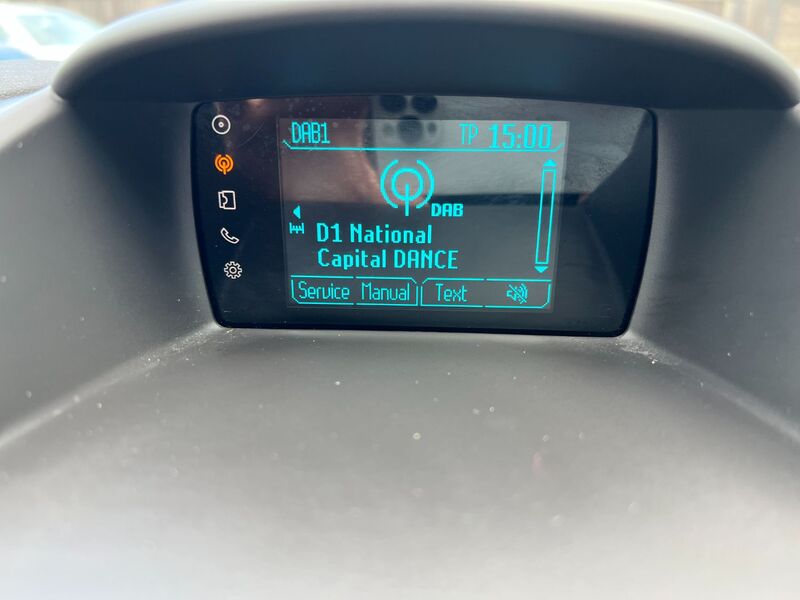 DAB1 TP 15:00
DAB
D1 National
Capital DANCE
Service Manual Text